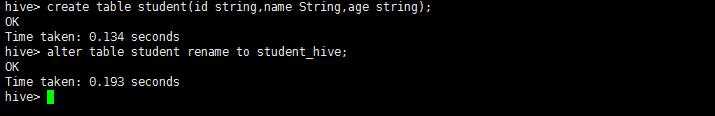 hive> create table student(id string,name String,age string);
OK
Time taken: 0.134 seconds
hive> alter table student rename to student_hive;
OK
Time taken: 0.193 seconds
hive>